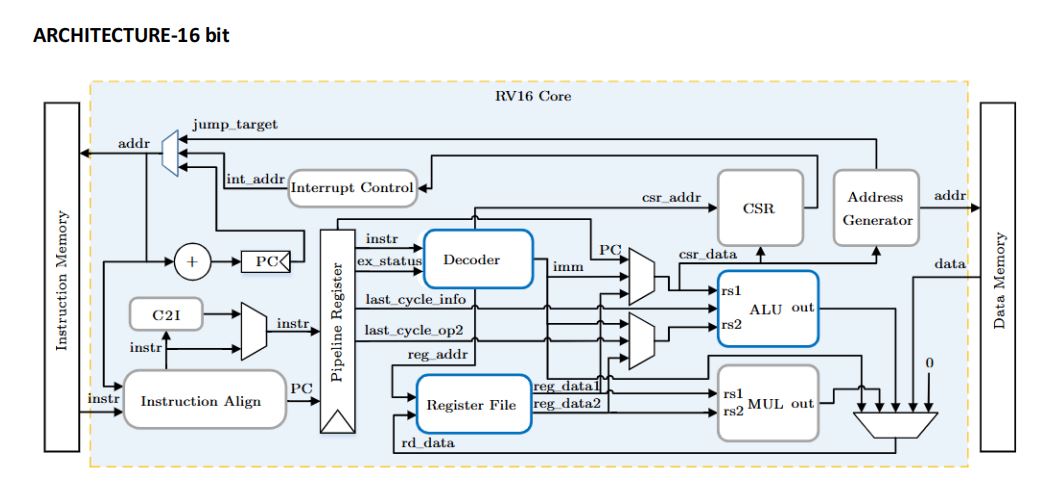 ARCHITECTURE-16 bit
RV16 Core
jump_target
addr
int_addr
Interrupt Control
csr_addr
CSR
Address
Generator
addr
Instruction Memory
+
PC
instr
ex_status
Decoder
PC
imm
csr_data
data
Data Memory
C2I
instr
instr
Pipeline Register
last_cycle_info
last_cycle_op2
rs1
ALU out
rs2
reg_addr
0
instr
Instruction Align
PC
Register File
reg_data1
reg_data2
rs1
rs2
MUL out
rd_data